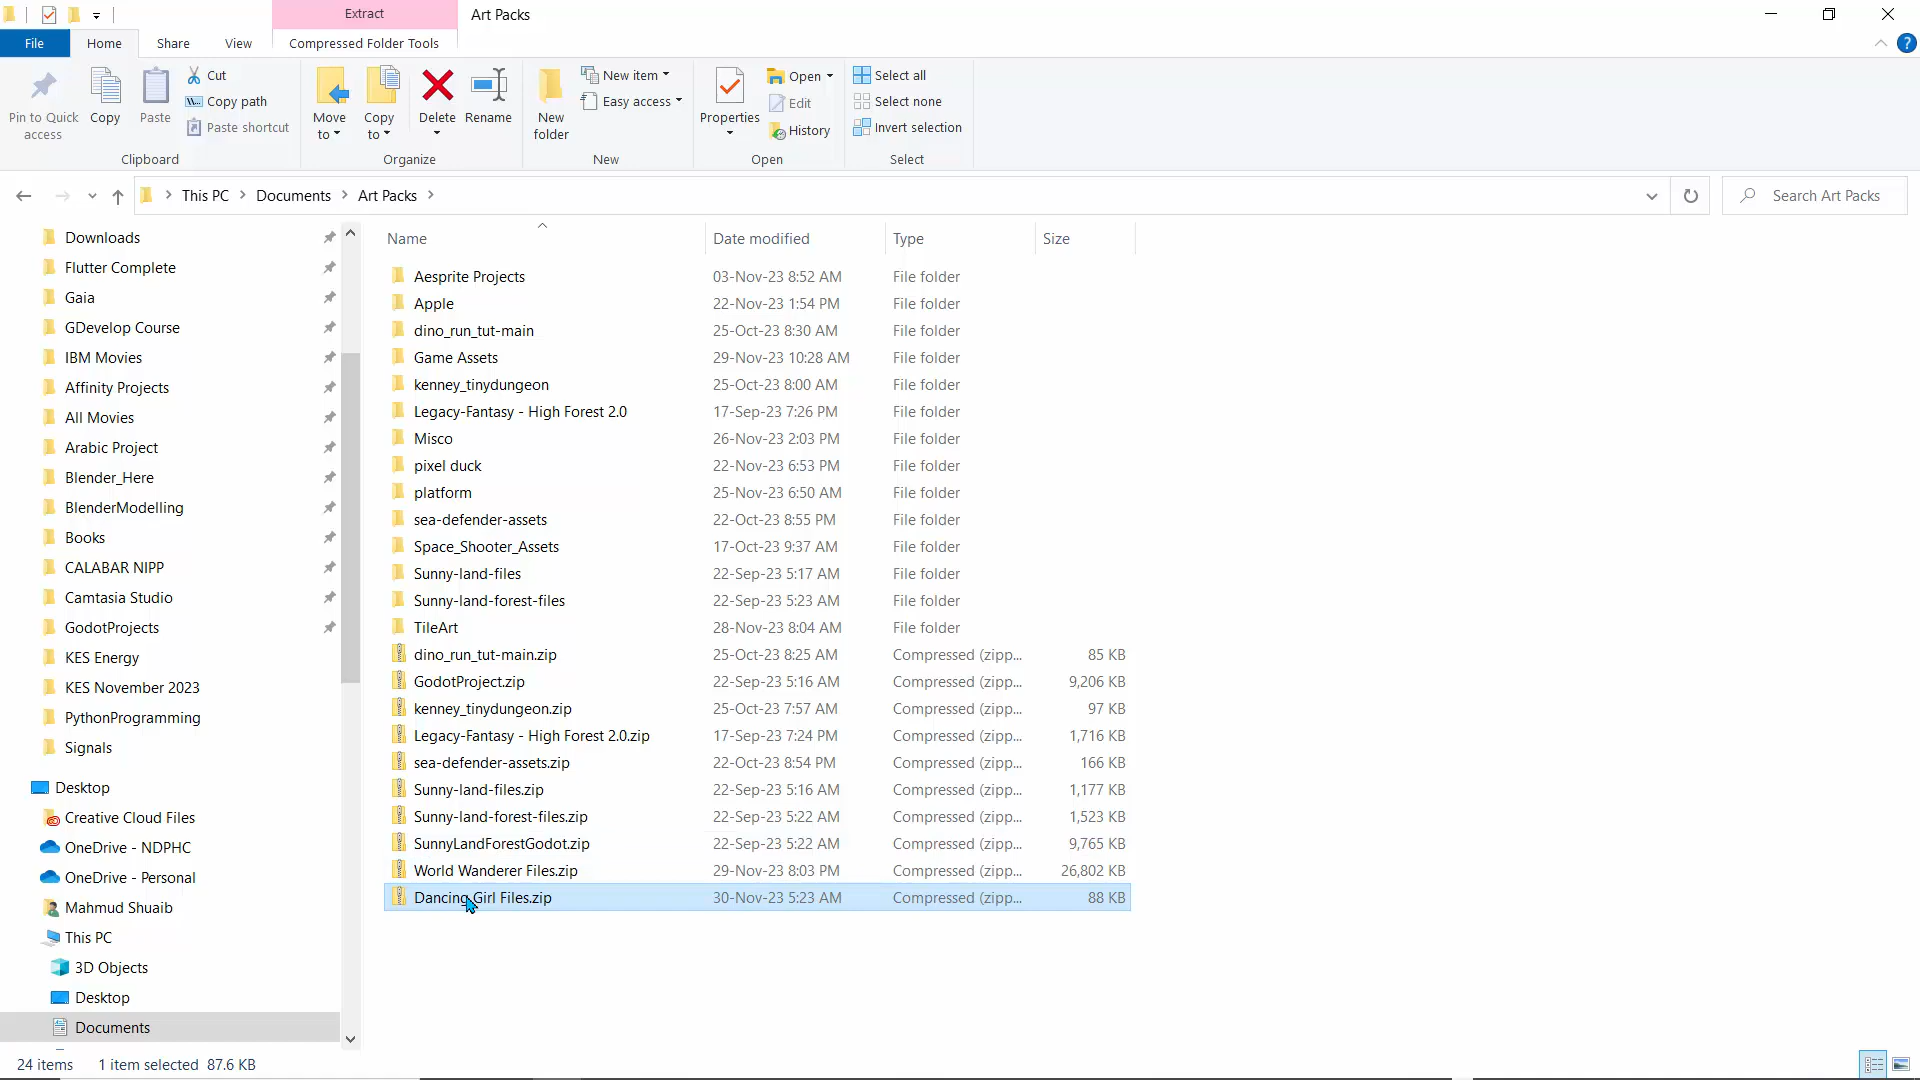 Extract
Art Packs
File
Home
Share
View
Compressed Folder Tools
?
Pin to Quick access
Copy
Paste
Cut
Copy path
Paste shortcut
Clipboard
Move to
Copy to
Delete
Rename
Organize
New folder
New item
Easy access
New
Properties
Open
Edit
History
Open
Select all
Select none
Invert selection
Select
This PC > Documents > Art Packs >
Search Art Packs
Downloads
Flutter Complete
Gaia
GDevelop Course
IBM Movies
Affinity Projects
All Movies
Arabic Project
Blender_Here
BlenderModelling
Books
CALABAR NIPP
Camtasia Studio
GodotProjects
KES Energy
KES November 2023
PythonProgramming
Signals
Desktop
Creative Cloud Files
OneDrive - NDPHC
OneDrive - Personal
Mahmud Shuaib
This PC
3D Objects
Desktop
Documents
Name Date modified Type Size
Aesprite Projects 03-Nov-23 8:52 AM File folder
Apple 22-Nov-23 1:54 PM File folder
dino_run_tut-main 25-Oct-23 8:30 AM File folder
Game Assets 29-Nov-23 10:28 AM File folder
kenney_tinydungeon 25-Oct-23 8:00 AM File folder
Legacy-Fantasy - High Forest 2.0 17-Sep-23 7:26 PM File folder
Misco 26-Nov-23 2:03 PM File folder
pixel duck 22-Nov-23 6:53 PM File folder
platform 25-Nov-23 6:50 AM File folder
sea-defender-assets 22-Oct-23 8:55 PM File folder
Space_Shooter_Assets 17-Oct-23 9:37 AM File folder
Sunny-land-files 22-Sep-23 5:17 AM File folder
Sunny-land-forest-files 22-Sep-23 5:23 AM File folder
TileArt 28-Nov-23 8:04 AM File folder
dino_run_tut-main.zip 25-Oct-23 8:25 AM Compressed (zipp... 85 KB
GodotProject.zip 22-Sep-23 5:16 AM Compressed (zipp... 9,206 KB
kenney_tinydungeon.zip 25-Oct-23 7:57 AM Compressed (zipp... 97 KB
Legacy-Fantasy - High Forest 2.0.zip 17-Sep-23 7:24 PM Compressed (zipp... 1,716 KB
sea-defender-assets.zip 22-Oct-23 8:54 PM Compressed (zipp... 166 KB
Sunny-land-files.zip 22-Sep-23 5:16 AM Compressed (zipp... 1,177 KB
Sunny-land-forest-files.zip 22-Sep-23 5:22 AM Compressed (zipp... 1,523 KB
SunnyLandForestGodot.zip 22-Sep-23 5:22 AM Compressed (zipp... 9,765 KB
World Wanderer Files.zip 29-Nov-23 8:03 PM Compressed (zipp... 26,802 KB
Dancing Girl Files.zip 30-Nov-23 5:23 AM Compressed (zipp... 88 KB
24 items 1 item selected 87.6 KB